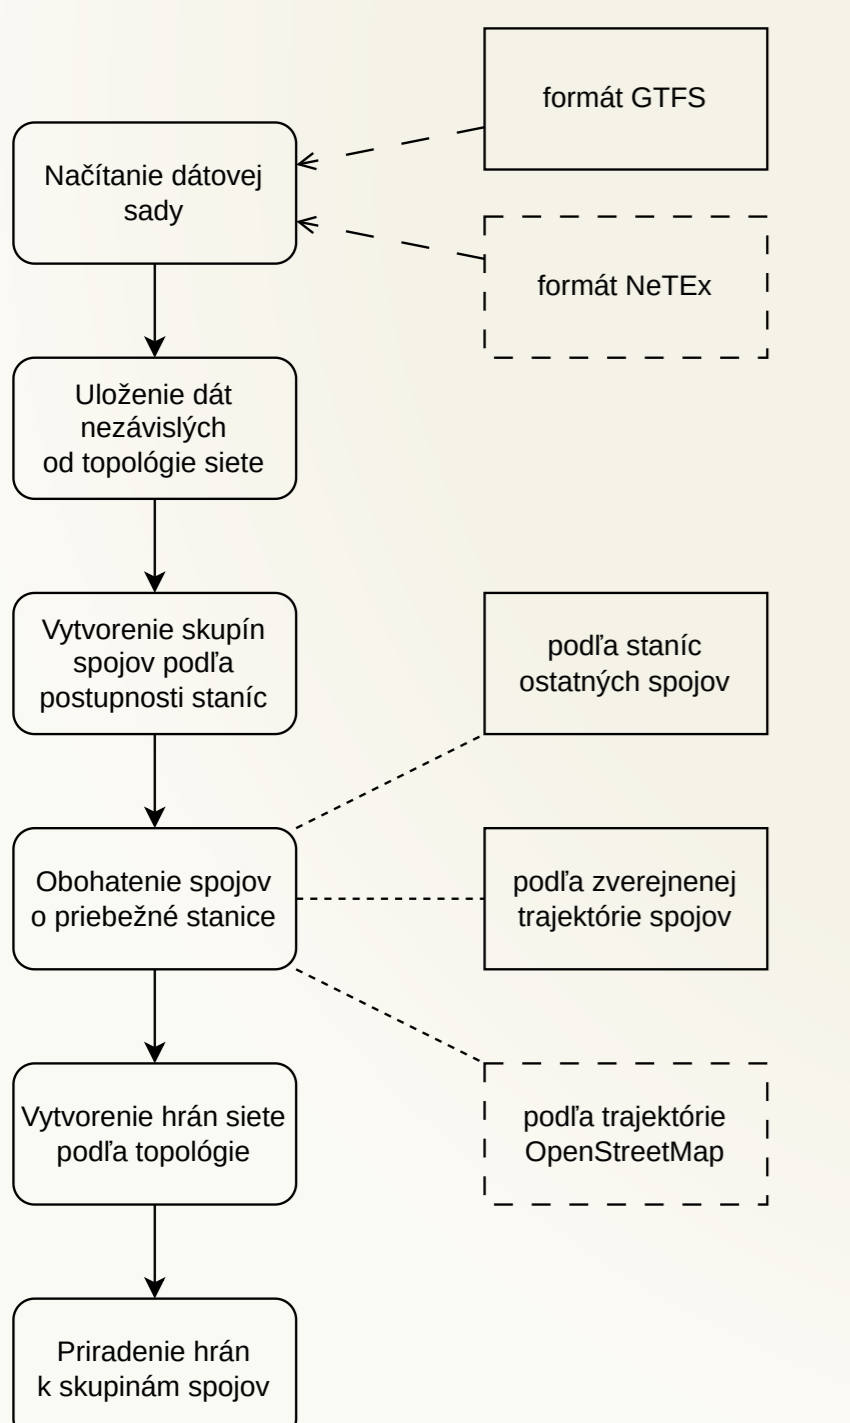 formát GTFS
Načítanie dátovej
sady
formát NeTEx
Uloženie dát
nezávislých
od topológie siete
Vytvorenie skupín
spojov podľa
postupnosti staníc
podľa staníc
ostatných spojov
Obohatenie spojov
o priebežné stanice
podľa zverejnenej
trajektórie spojov
Vytvorenie hrán siete
podľa topológie
podľa trajektórie
OpenStreetMap
Priradenie hrán
k skupinám spojov